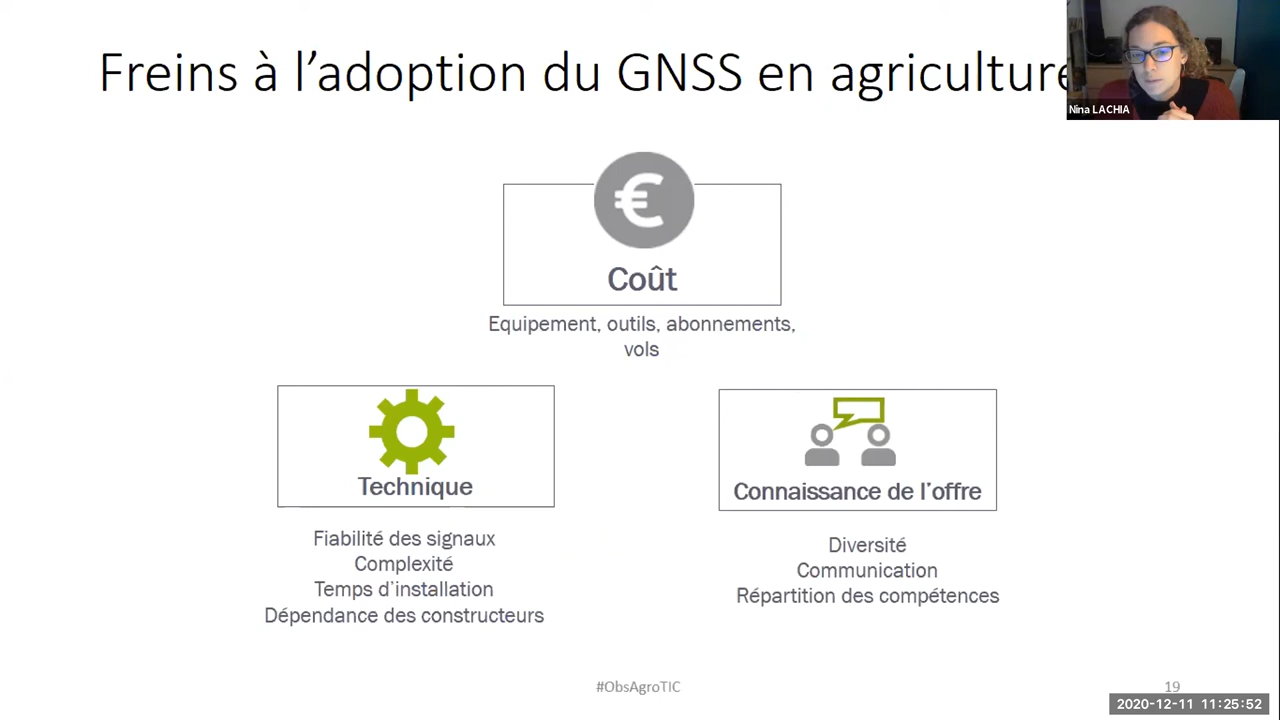 Freins à l’adoption du GNSS en agriculture
Nina LACHIA
€
Coût
Equipement, outils, abonnements,
vols
Technique
Fiabilité des signaux
Complexité
Temps d’installation
Dépendance des constructeurs
Connaissance de l’offre
Diversité
Communication
Répartition des compétences
#ObsAgroTIC
19
2020-12-11 11:25:52